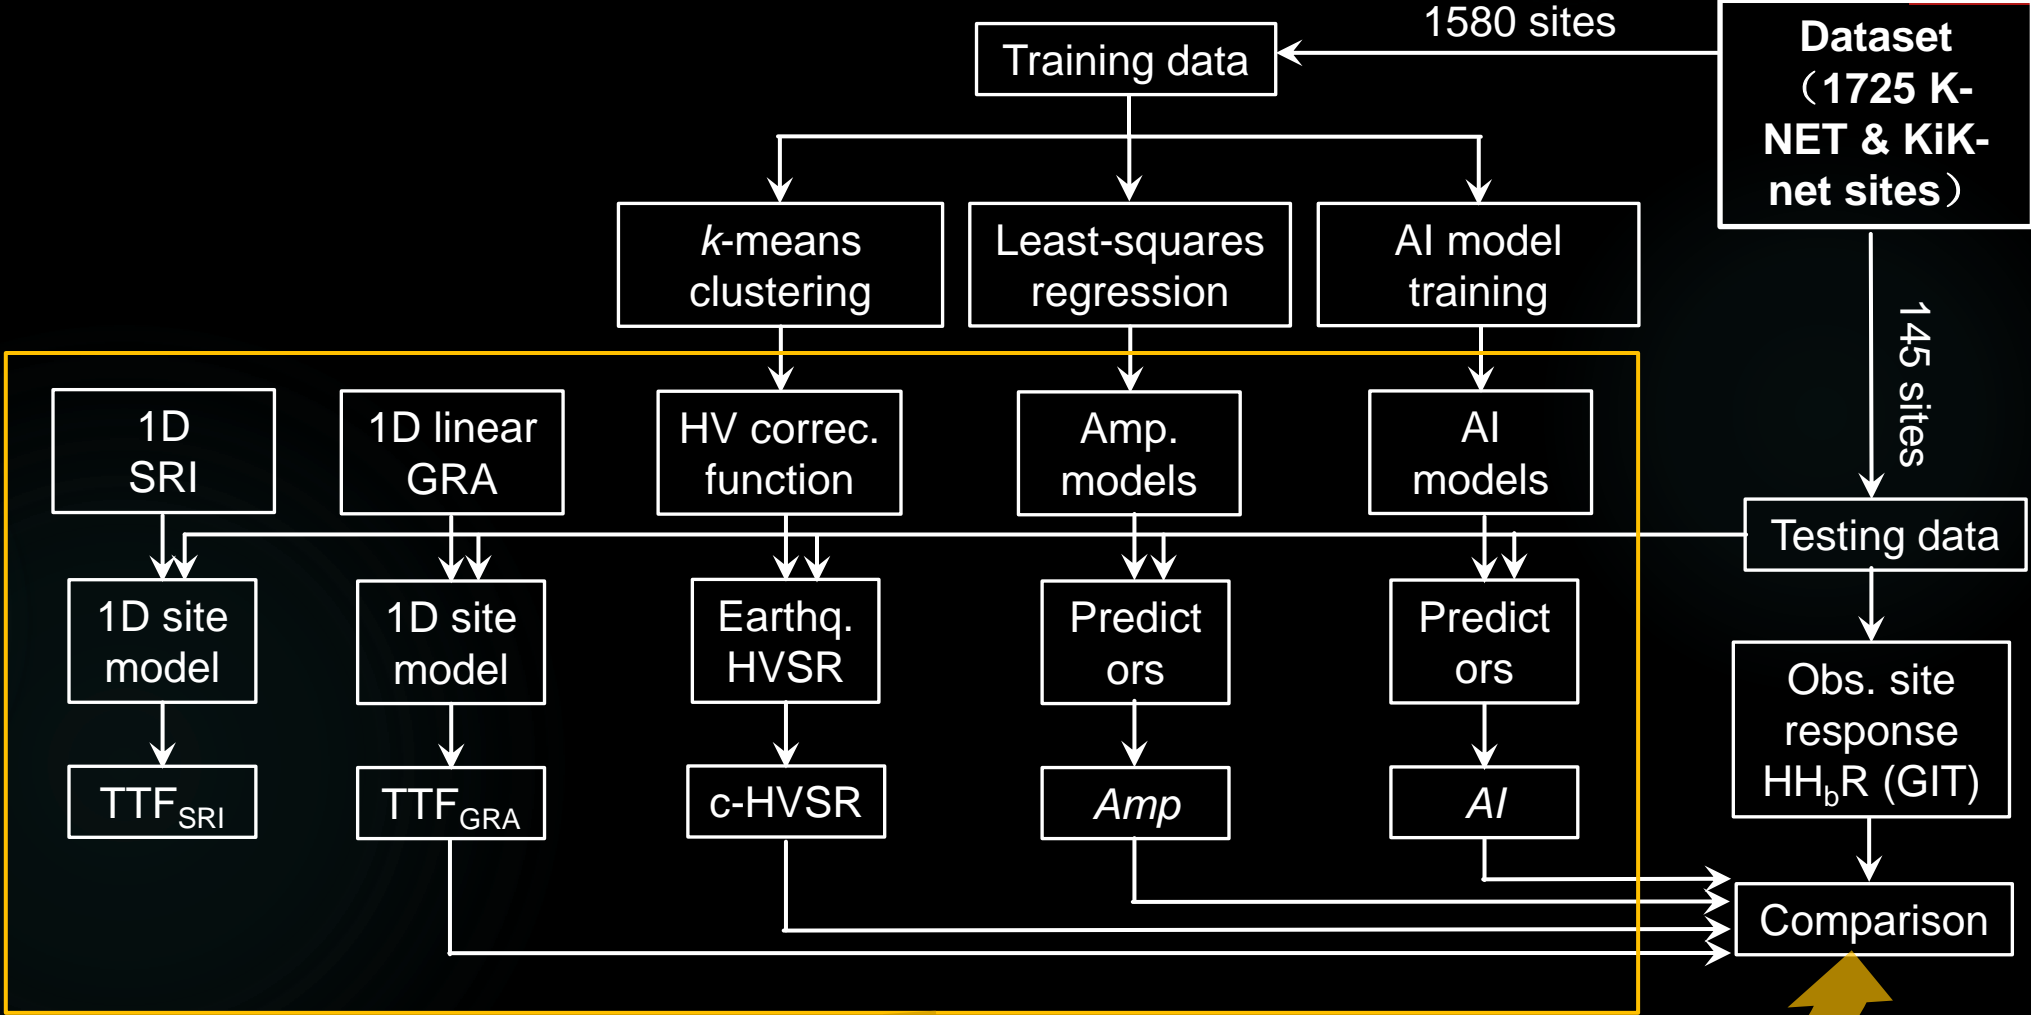 1580 sites
Training data
Dataset
（1725 K-
NET & KiK-
net sites）
k-means
clustering
Least-squares
regression
AI model
training
145 sites
1D
SRI
1D linear
GRA
HV correc.
function
Amp.
models
AI
models
Testing data
1D site
model
1D site
model
Earthq.
HVSR
Predict
ors
Predict
ors
Obs. site
response
HHbR (GIT)
TTFSRI
TTFGRA
c-HVSR
Amp
AI
Comparison